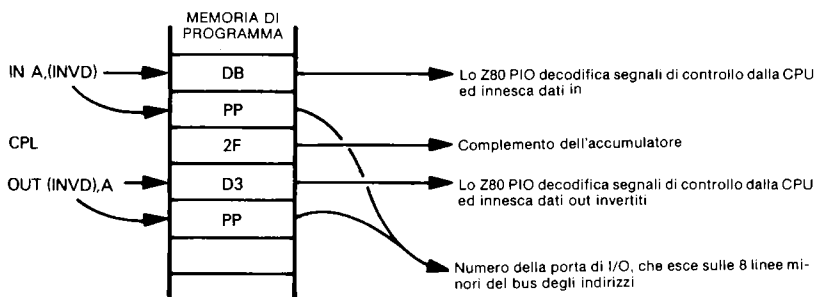 MEMORIA DI
PROGRAMMA
IN A,(INVD)
DB
Lo Z80 PIO decodifica segnali di controllo dalla CPU
ed innesca dati in
PP
CPL
2F
Complemento dell'accumulatore
OUT (INVD),A
D3
Lo Z80 PIO decodifica segnali di controllo dalla CPU
ed innesca dati out invertiti
PP
Numero della porta di I/O, che esce sulle 8 linee mi-
nori del bus degli indirizzi